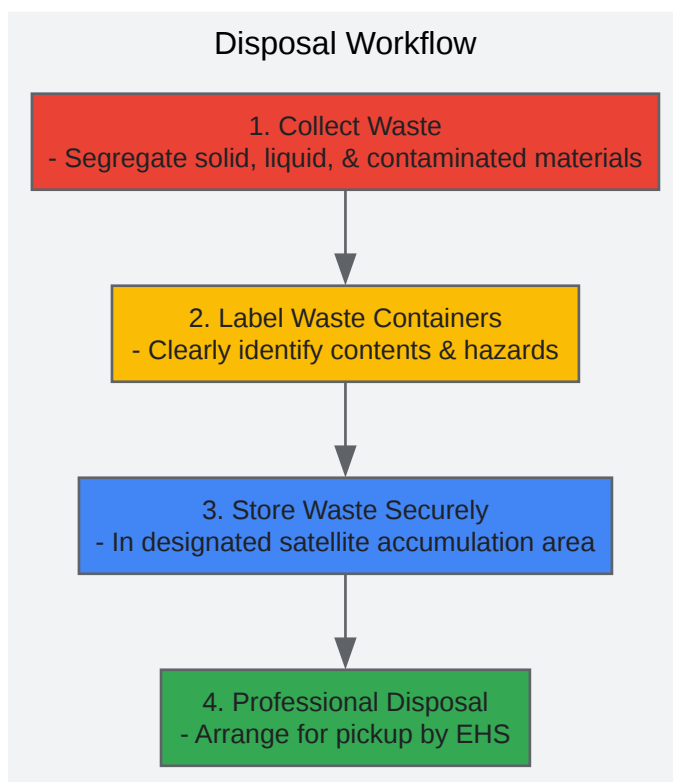 Disposal Workflow
1. Collect Waste
- Segregate solid, liquid, & contaminated materials
2. Label Waste Containers
- Clearly identify contents & hazards
3. Store Waste Securely
- In designated satellite accumulation area
4. Professional Disposal
- Arrange for pickup by EHS